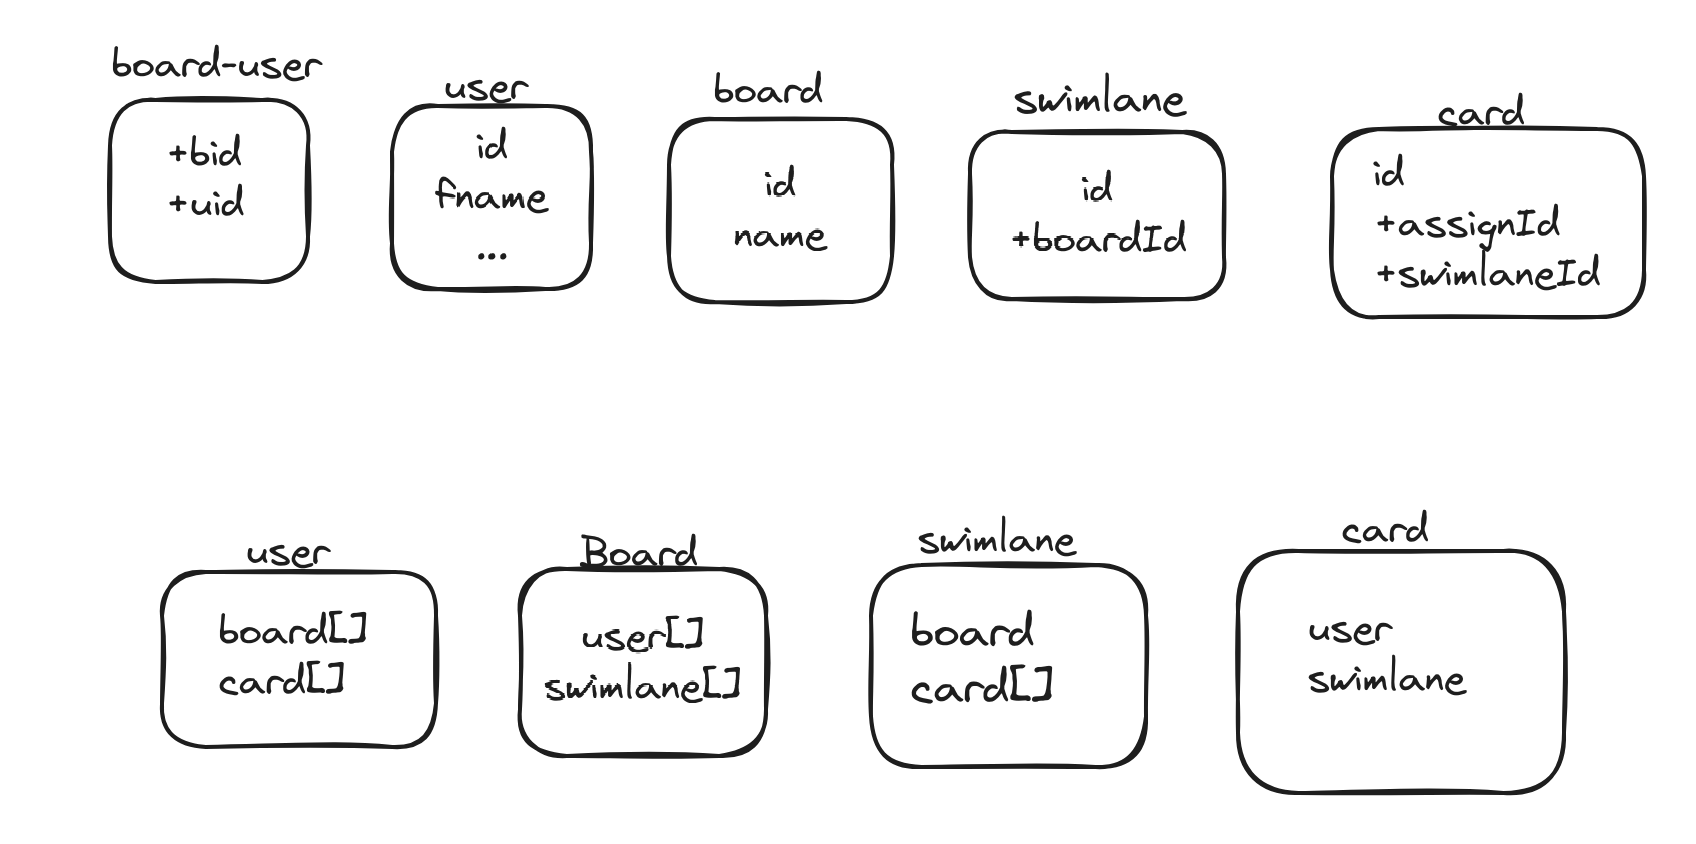 board-user
+bid
+uid
user
id
fname
...
board
id
name
swimlane
id
+boardId
card
id
+assignId
+swimlaneId
user
board[]
card[]
Board
user[]
swimlane[]
swimlane
board
card[]
card
user
swimlane